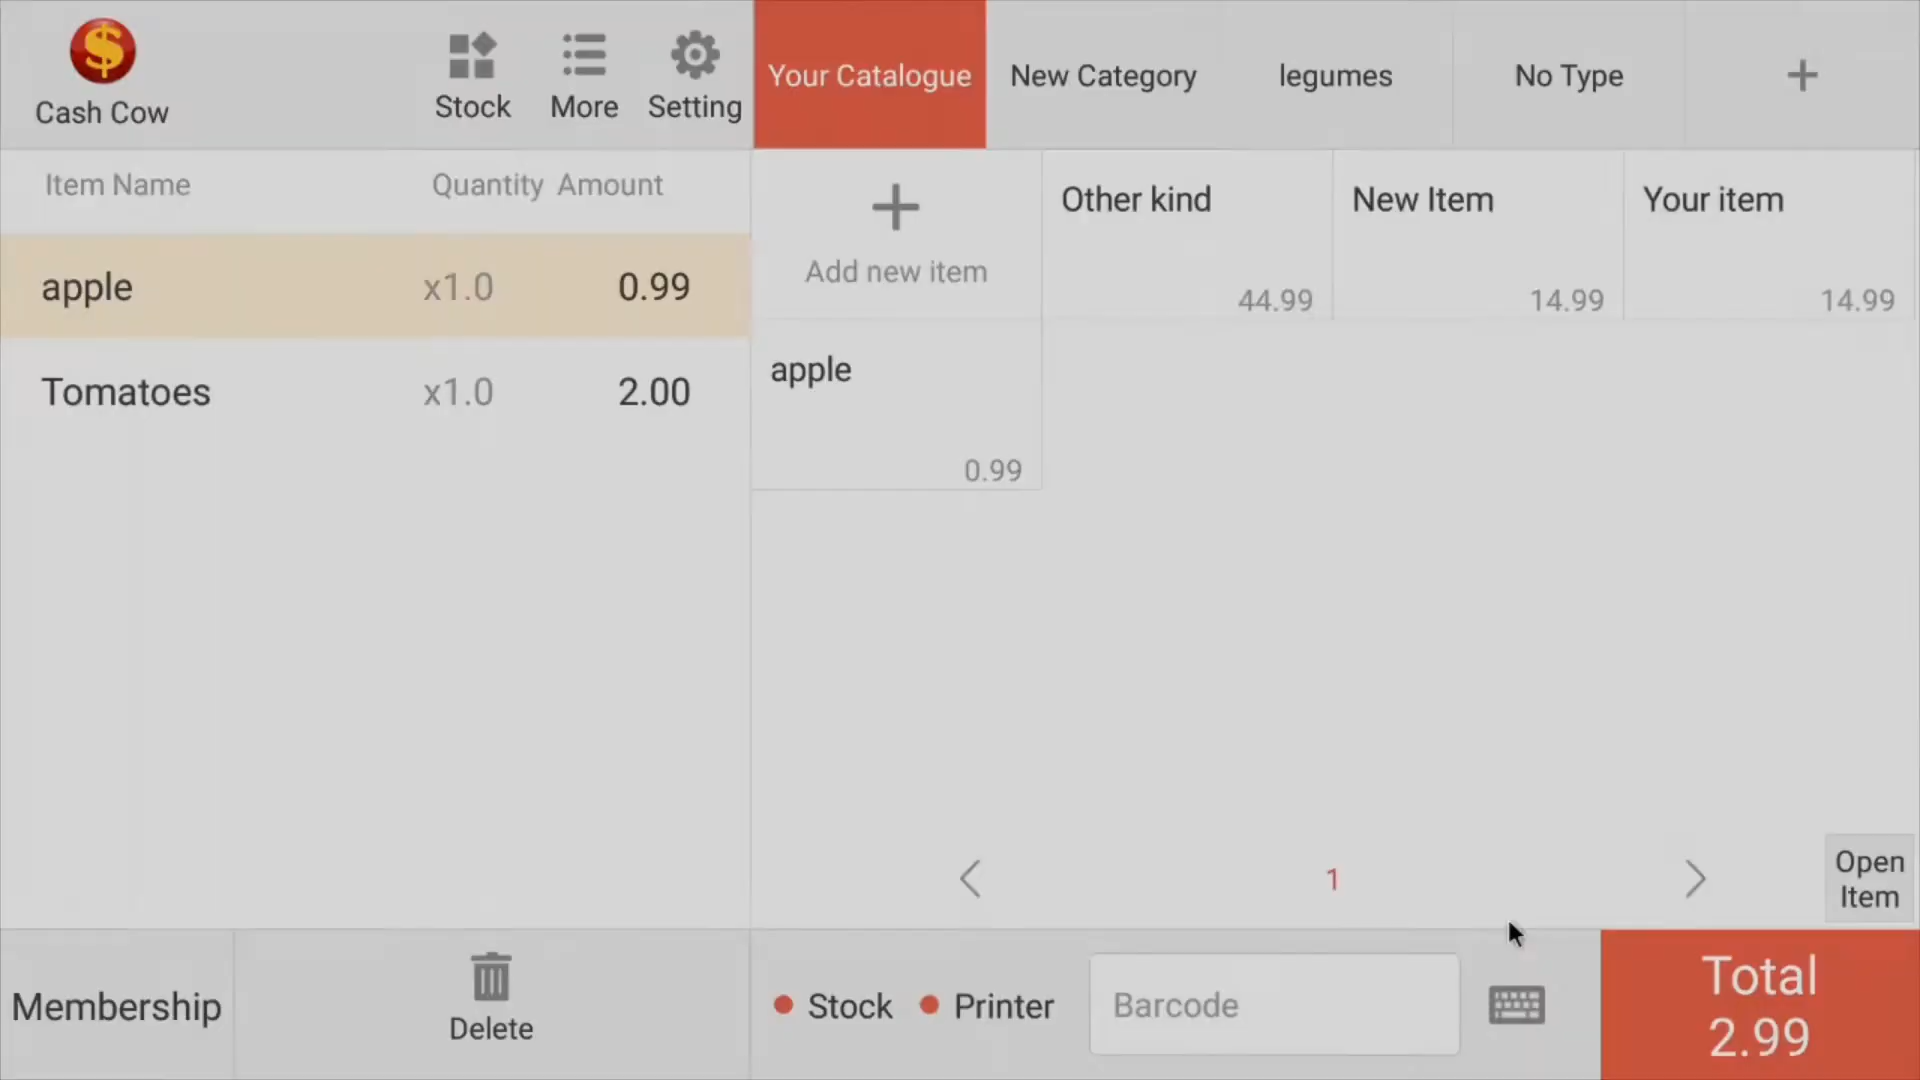 Cash Cow
Stock
More
Setting
Your Catalogue
New Category
legumes
No Type
+
Item Name Quantity Amount
apple x1.0 0.99
Tomatoes x1.0 2.00
+
Add new item
Other kind
44.99
New Item
14.99
Your item
14.99
apple
0.99
1
Open
Item
Membership
Delete
Stock
Printer
Barcode
Total
2.99